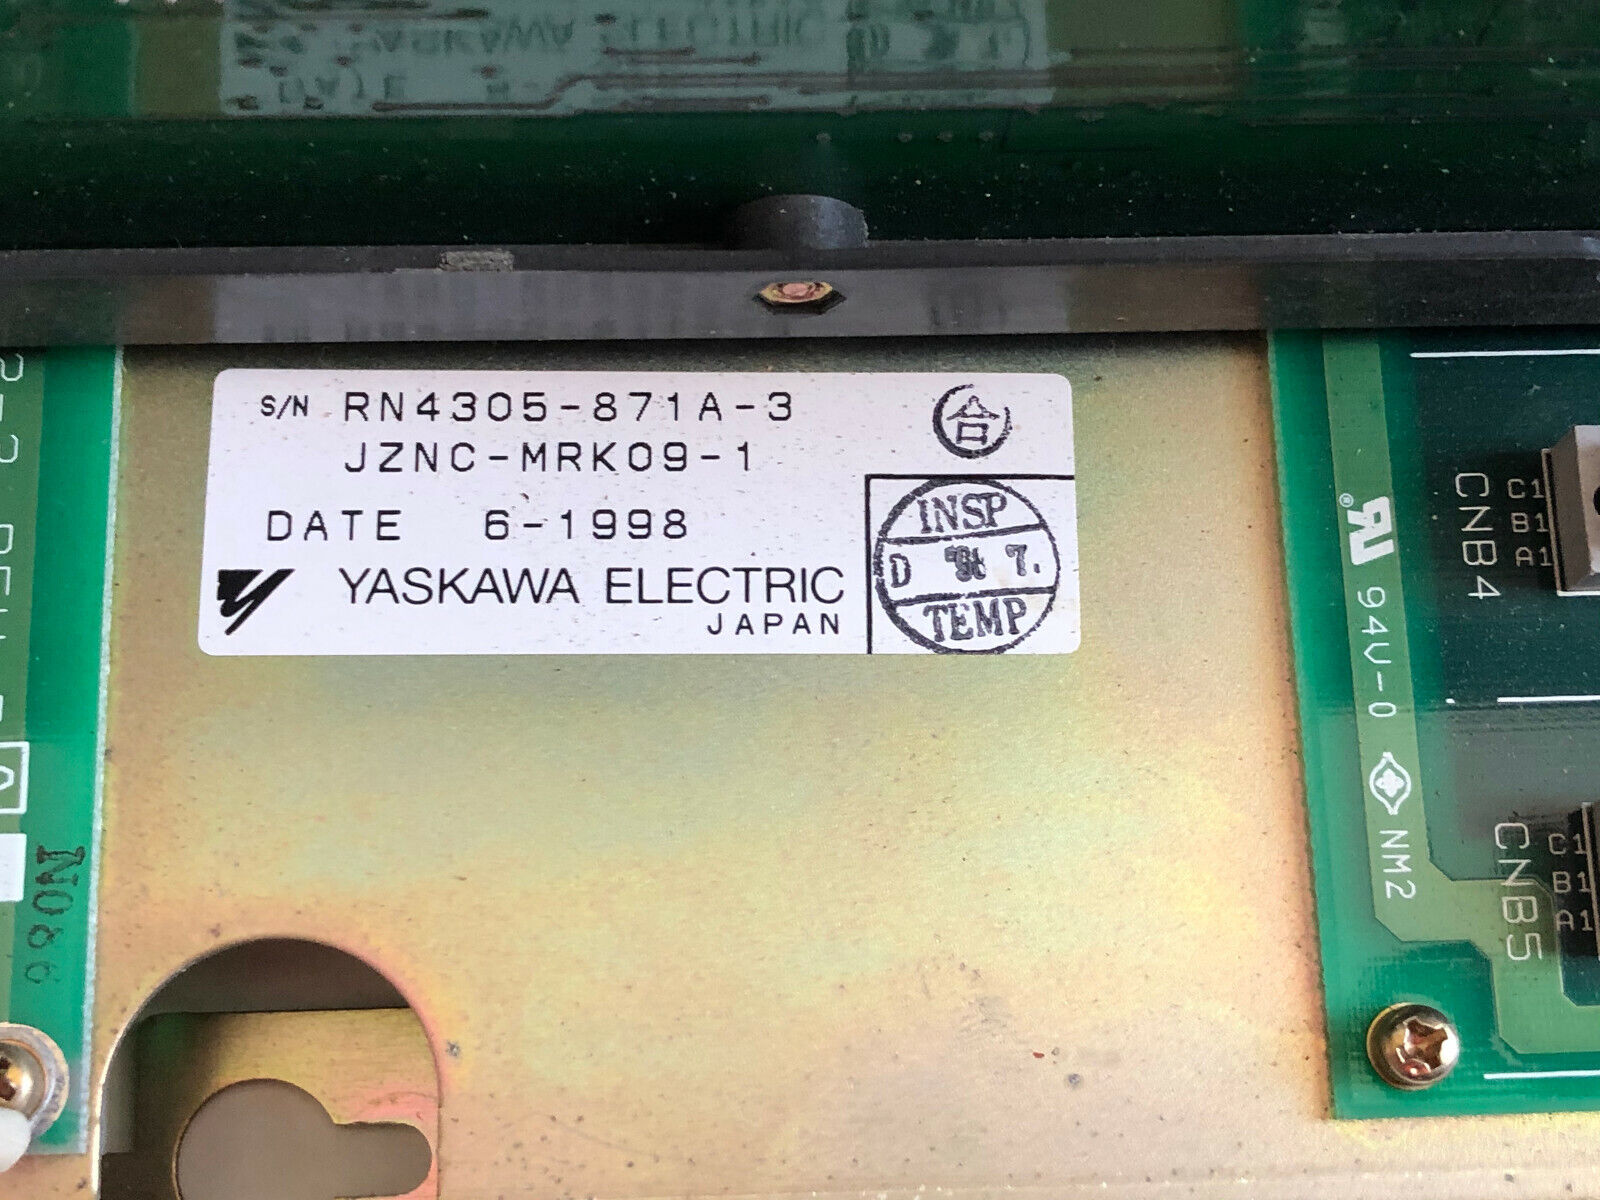 S/N RN4305-871A-3
JZNC-MRK09-1
DATE 6-1998
YASKAWA ELECTRIC
JAPAN
合
INSP
D 7.
TEMP
94V-0
NM2
CNB4
C1
B1
A1
CNB5
C1
B1
A1
A
N086